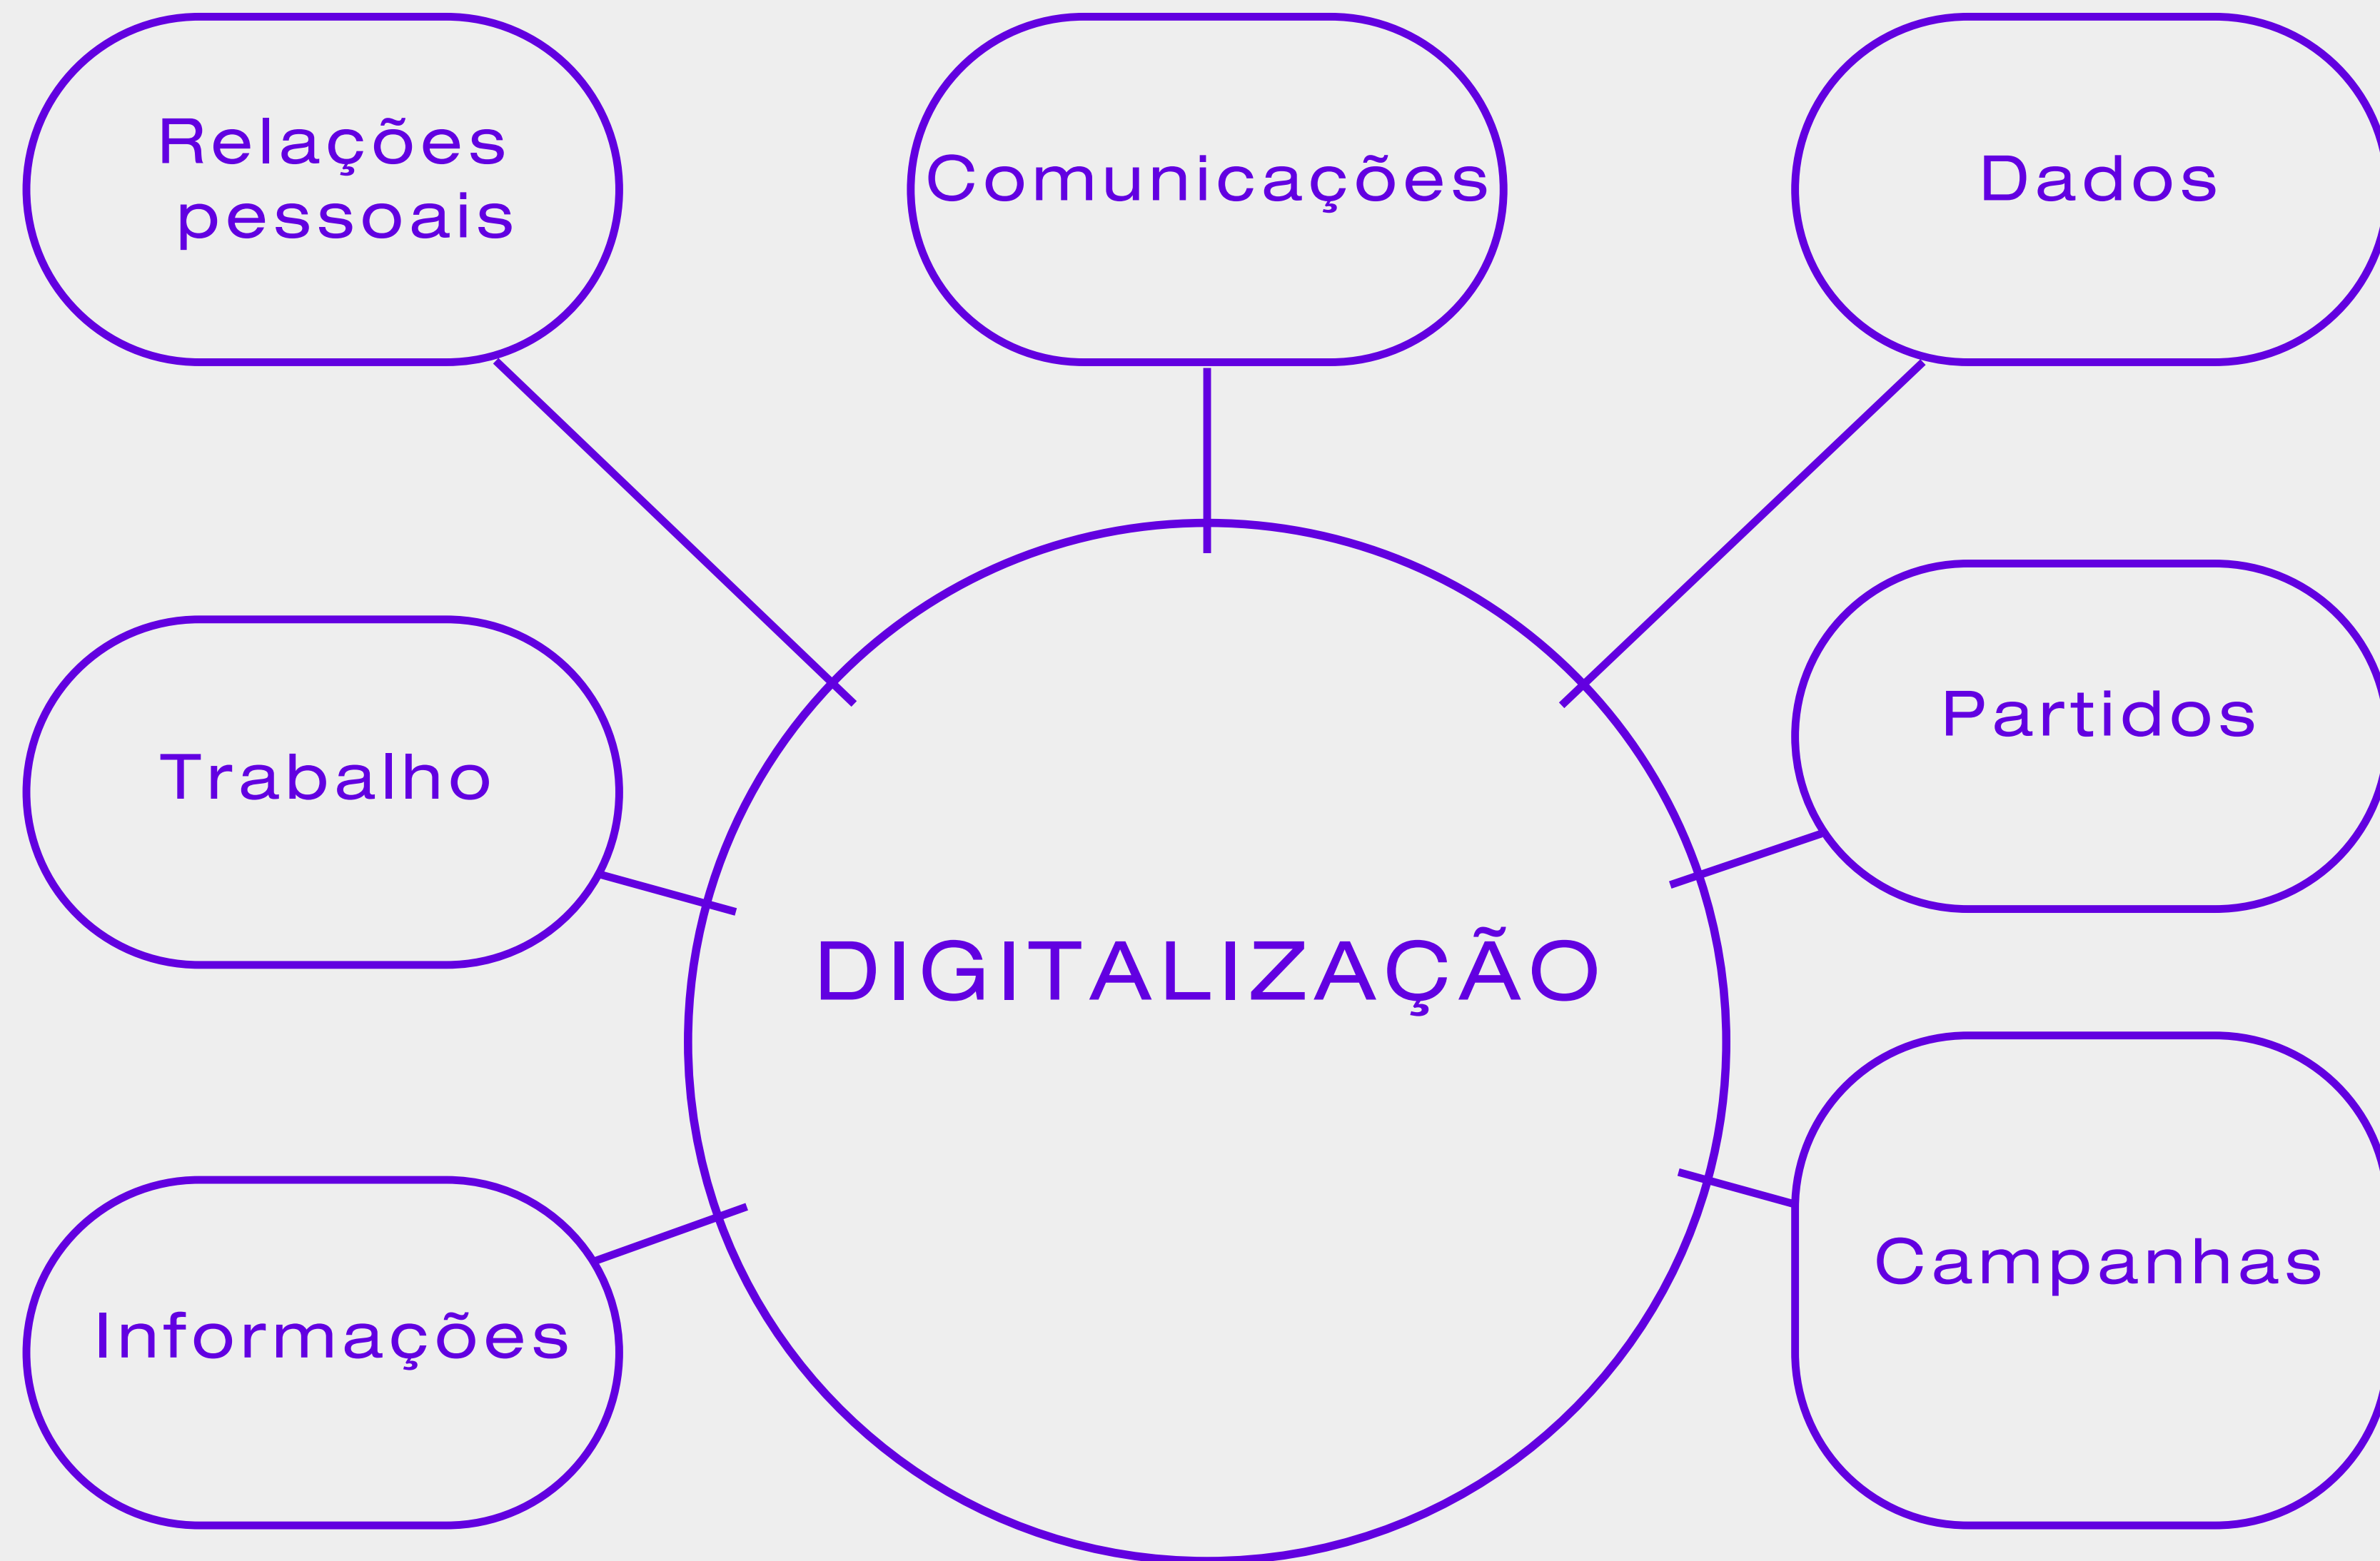 Relações
pessoais
Comunicações
Dados
Trabalho
Partidos
DIGITALIZAÇÃO
Informações
Campanhas